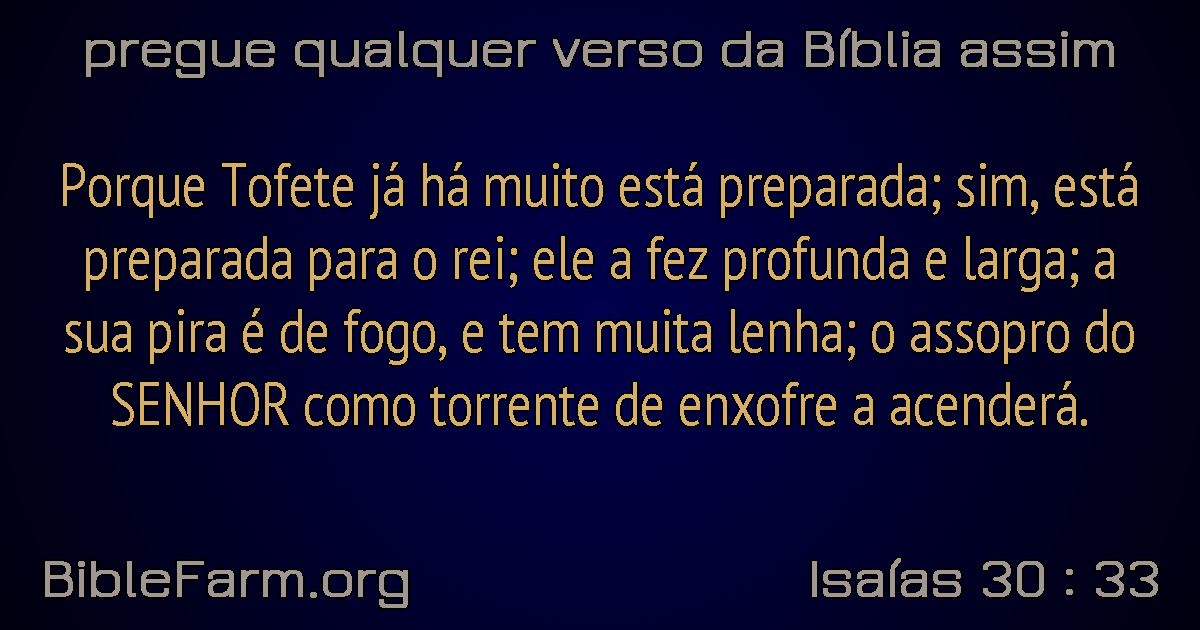 pregue qualquer verso da Bíblia assim
Porque Tofete já há muito está preparada; sim, está
preparada para o rei; ele a fez profunda e larga; a
sua pira é de fogo, e tem muita lenha; o assopro do
SENHOR como torrente de enxofre a acenderá.
BibleFarm.org
Isaías 30 : 33